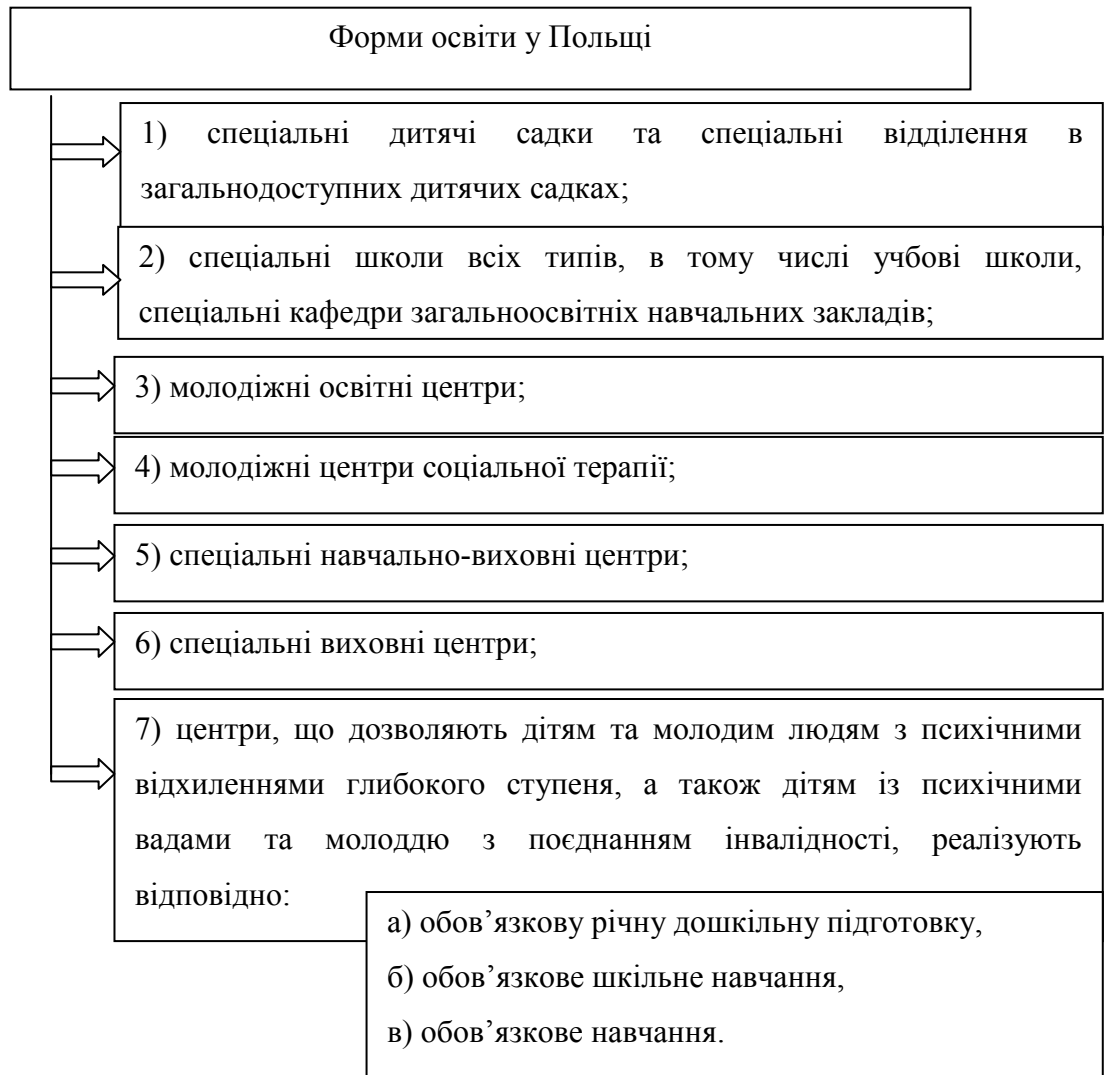 Форми освіти у Польщі
1) спеціальні дитячі садки та спеціальні відділення в
загальнодоступних дитячих садках;
2) спеціальні школи всіх типів, в тому числі учбові школи,
спеціальні кафедри загальноосвітніх навчальних закладів;
3) молодіжні освітні центри;
4) молодіжні центри соціальної терапії;
5) спеціальні навчально-виховні центри;
6) спеціальні виховні центри;
7) центри, що дозволяють дітям та молодим людям з психічними
відхиленнями глибокого ступеня, а також дітям із психічними
вадами та молоддю з поєднанням інвалідності, реалізують
відповідно:
а) обов’язкову річну дошкільну підготовку,
б) обов’язкове шкільне навчання,
в) обов’язкове навчання.